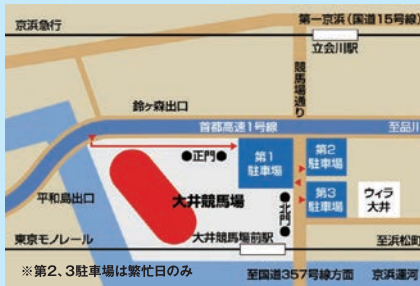 京浜急行
第一京浜(国道15号線)
立会川駅
競馬場通り
鈴ヶ森出口
首都高速1号線
至品川
●正門●
第1
駐車場
第2
駐車場
平和島出口
大井競馬場
●北門●
第3
駐車場
ウィラ
大井
東京モノレール
大井競馬場前駅
至浜松町
※第2、3駐車場は繁忙日のみ
至国道357号線方面
京浜運河